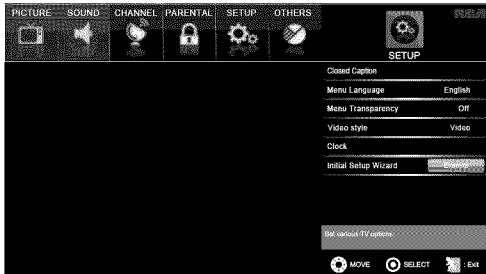 PICTURE SOUND CHANNEL PARENTAL SETUP OTHERS
SETUP
Closed Caption
Menu Language English
Menu Transparency Off
Video style Video
Clock
Initial Setup Wizard
Set various TV options.
MOVE SELECT : Exit